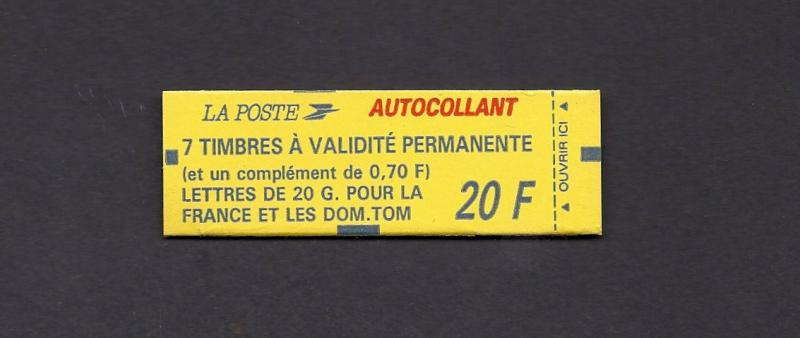 LA POSTE AUTOCOLLANT
7 TIMBRES À VALIDITÉ PERMANENTE
(et un complément de 0,70 F)
LETTRES DE 20 G. POUR LA
FRANCE ET LES DOM.TOM
20 F
OUVRIR ICI